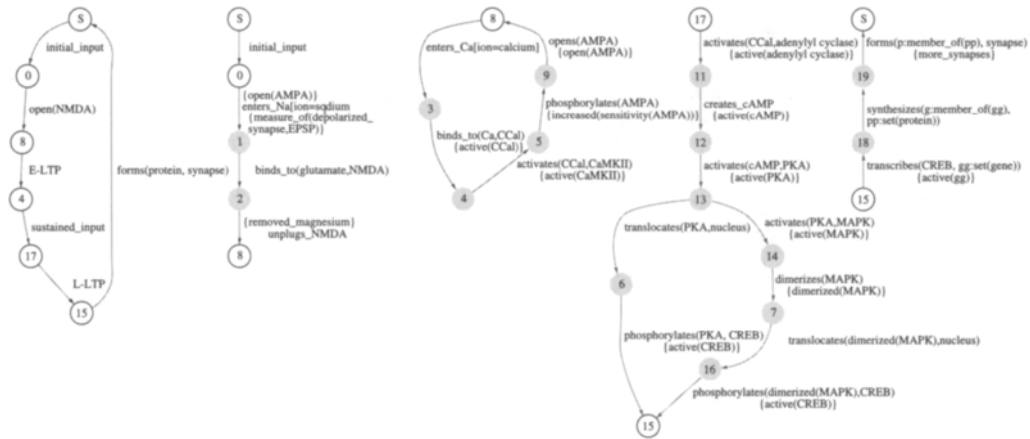 S
initial_input
0
open(NMDA)
8
E-LTP
4
sustained_input
17
L-LTP
15
forms(protein, synapse)
S
initial_input
0
{open(AMPA)}
enters_Na[ion=sqdium
{measure_of(depolarized_
synapse,EPSP)}
1
binds_to(glutamate,NMDA)
2
{removed_magnesium}
unplugs_NMDA
8
8
enters_Ca[ion=calcium]
3
binds_to(Ca,CCal)
{active(CCal)}
4
activates(CCal,CaMKII)
{active(CaMKII)}
5
phosphorylates(AMPA)
{increased(sensitivity(AMPA))}
9
opens(AMPA)
{open(AMPA)}
17
activates(CCal,adenylyl cyclase)
{active(adenylyl cyclase)}
11
creates_cAMP
{active(cAMP)}
12
activates(cAMP,PKA)
{active(PKA)}
13
translocates(PKA,nucleus)
6
phosphorylates(PKA, CREB)
{active(CREB)}
activates(PKA,MAPK)
{active(MAPK)}
14
dimerizes(MAPK)
{dimerized(MAPK)}
7
translocates(dimerized(MAPK),nucleus)
16
phosphorylates(dimerized(MAPK),CREB)
{active(CREB)}
15
S
forms(p:member_of(pp), synapse)
{more_synapses}
19
synthesizes(g:member_of(gg),
pp:set(protein))
18
transcribes(CREB, gg:set(gene))
{active(gg)}
15